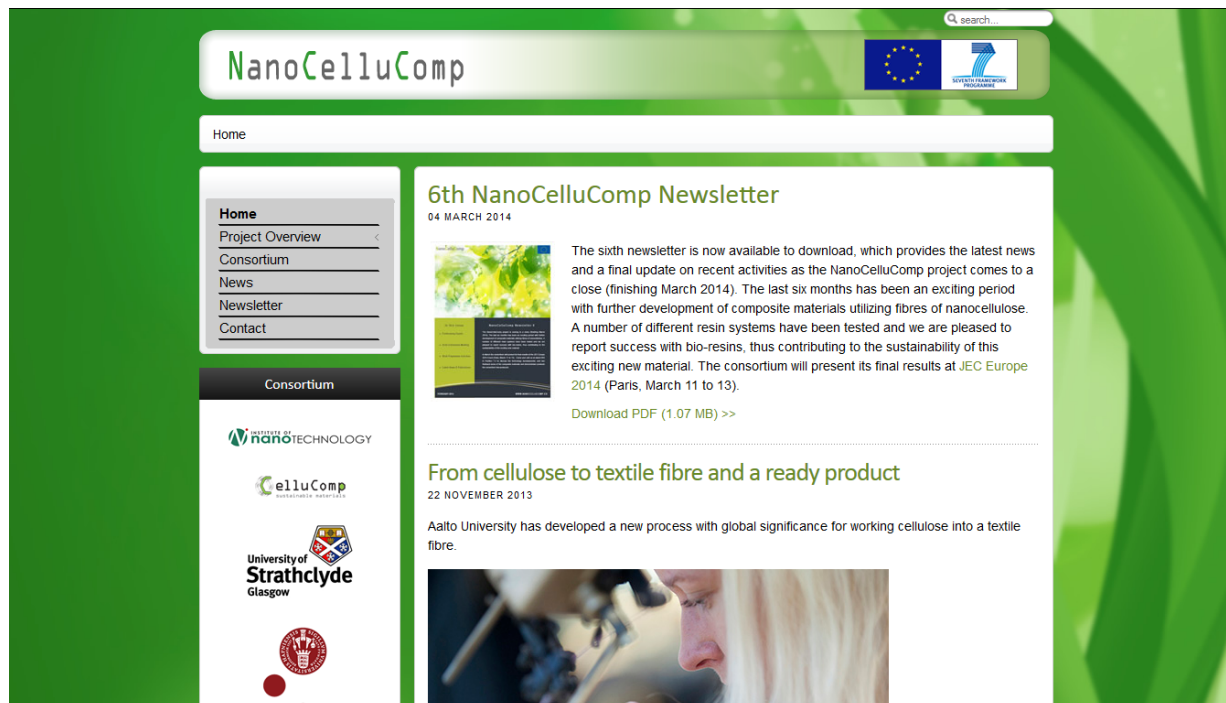 search...
NanoCelluComp
SEVENTH FRAMEWORK
PROGRAMME
Home
Home
Project Overview
Consortium
News
Newsletter
Contact
Consortium
INSTITUTE OF
nanoTECHNOLOGY
CelluComp
sustainable materials
University of
Strathclyde
Glasgow
6th NanoCelluComp Newsletter
04 MARCH 2014
The sixth newsletter is now available to download, which provides the latest news
and a final update on recent activities as the NanoCelluComp project comes to a
close (finishing March 2014). The last six months has been an exciting period
with further development of composite materials utilizing fibres of nanocellulose.
A number of different resin systems have been tested and we are pleased to
report success with bio-resins, thus contributing to the sustainability of this
exciting new material. The consortium will present its final results at JEC Europe
2014 (Paris, March 11 to 13).
Download PDF (1.07 MB) >>
From cellulose to textile fibre and a ready product
22 NOVEMBER 2013
Aalto University has developed a new process with global significance for working cellulose into a textile
fibre.